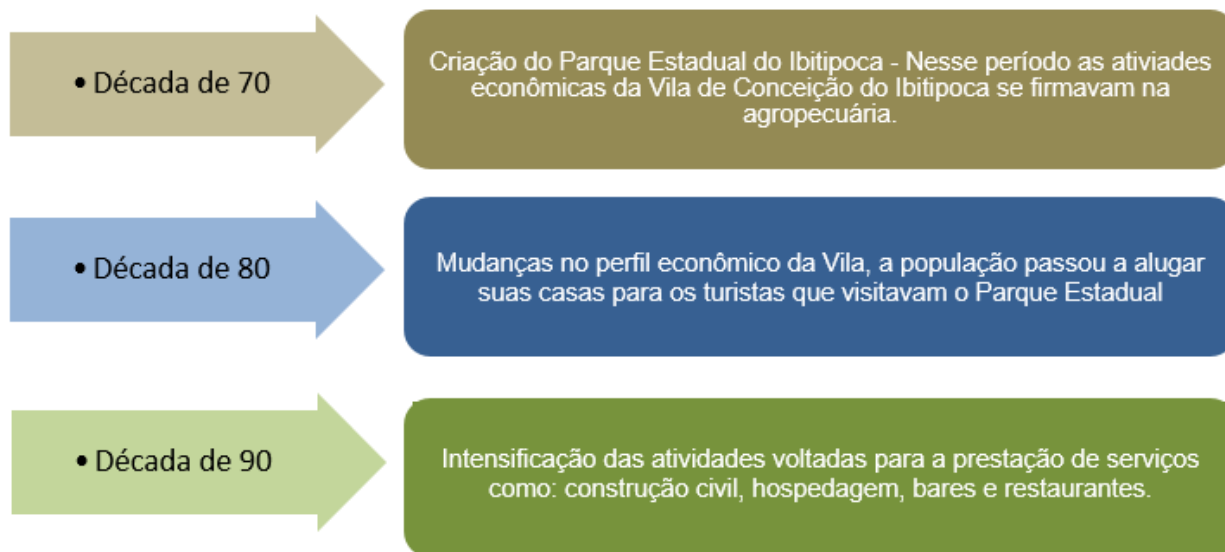 • Década de 70
Criação do Parque Estadual do Ibitipoca - Nesse período as ativiades
econômicas da Vila de Conceição do Ibitipoca se firmavam na
agropecuária.
• Década de 80
Mudanças no perfil econômico da Vila, a população passou a alugar
suas casas para os turistas que visitavam o Parque Estadual
• Década de 90
Intensificação das atividades voltadas para a prestação de serviços
como: construção civil, hospedagem, bares e restaurantes.